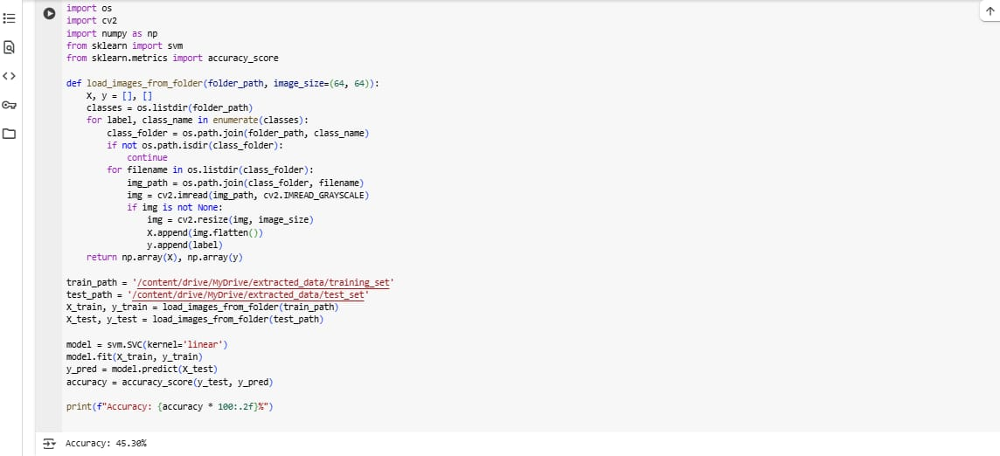 import os
import cv2
import numpy as np
from sklearn import svm
from sklearn.metrics import accuracy_score

def load_images_from_folder(folder_path, image_size=(64, 64)):
    X, y = [], []
    classes = os.listdir(folder_path)
    for label, class_name in enumerate(classes):
        class_folder = os.path.join(folder_path, class_name)
        if not os.path.isdir(class_folder):
            continue
        for filename in os.listdir(class_folder):
            img_path = os.path.join(class_folder, filename)
            img = cv2.imread(img_path, cv2.IMREAD_GRAYSCALE)
            if img is not None:
                img = cv2.resize(img, image_size)
                X.append(img.flatten())
                y.append(label)
    return np.array(X), np.array(y)

train_path = '/content/drive/MyDrive/extracted_data/training_set'
test_path = '/content/drive/MyDrive/extracted_data/test_set'
X_train, y_train = load_images_from_folder(train_path)
X_test, y_test = load_images_from_folder(test_path)

model = svm.SVC(kernel='linear')
model.fit(X_train, y_train)
y_pred = model.predict(X_test)
accuracy = accuracy_score(y_test, y_pred)

print(f"Accuracy: {accuracy * 100:.2f}%")

Accuracy: 45.30%